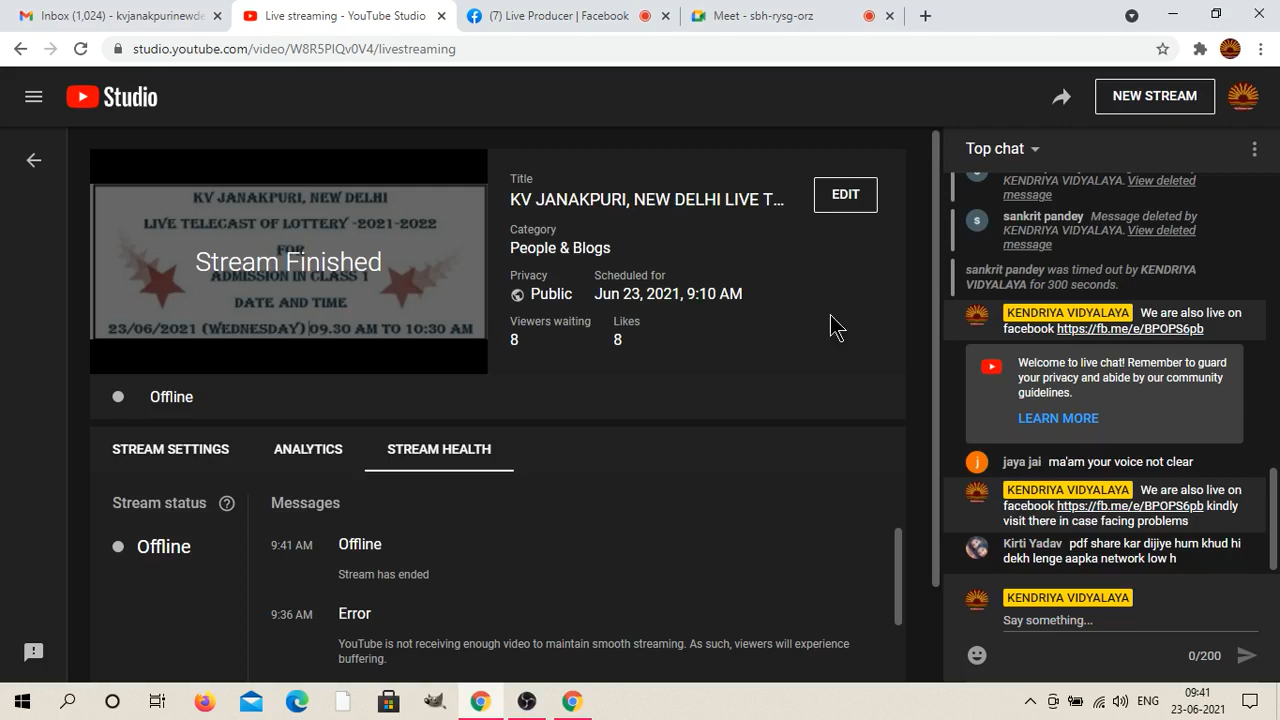 Inbox (1,024) - kvjanakpurinewde
Live streaming - YouTube Studio
(7) Live Producer | Facebook
Meet - sbh-rysg-orz
studio.youtube.com/video/W8R5PIQv0V4/livestreaming
Studio
NEW STREAM
KV JANAKPURI, NEW DELHI
LIVE TELECAST OF LOTTERY -2021-2022
FOR
Stream Finished
ADMISSION IN CLASS 1
DATE AND TIME
23/06/2021 (WEDNESDAY) 09.30 AM TO 10:30 AM
Title
KV JANAKPURI, NEW DELHI LIVE T...
EDIT
Category
People & Blogs
Privacy
Public
Scheduled for
Jun 23, 2021, 9:10 AM
Viewers waiting
8
Likes
8
Offline
STREAM SETTINGS
ANALYTICS
STREAM HEALTH
Stream status
Offline
Messages
9:41 AM Offline
Stream has ended
9:36 AM Error
YouTube is not receiving enough video to maintain smooth streaming. As such, viewers will experience
buffering.
Top chat
KENDRIYA VIDYALAYA. View deleted
message
s
sankrit pandey Message deleted by
KENDRIYA VIDYALAYA. View deleted
message
sankrit pandey was timed out by KENDRIYA
VIDYALAYA for 300 seconds.
KENDRIYA VIDYALAYA We are also live on
facebook https://fb.me/e/BPOPS6pb
Welcome to live chat! Remember to guard
your privacy and abide by our community
guidelines.
LEARN MORE
j
jaya jai ma'am your voice not clear
KENDRIYA VIDYALAYA We are also live on
facebook https://fb.me/e/BPOPS6pb kindly
visit there in case facing problems
Kirti Yadav pdf share kar dijiye hum khud hi
dekh lenge aapka network low h
KENDRIYA VIDYALAYA
Say something...
0/200
ENG
09:41
23-06-2021